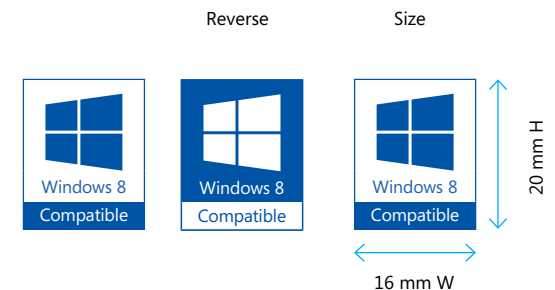 Reverse
Size
Windows 8
Compatible
Windows 8
Compatible
Windows 8
Compatible
20 mm H
16 mm W